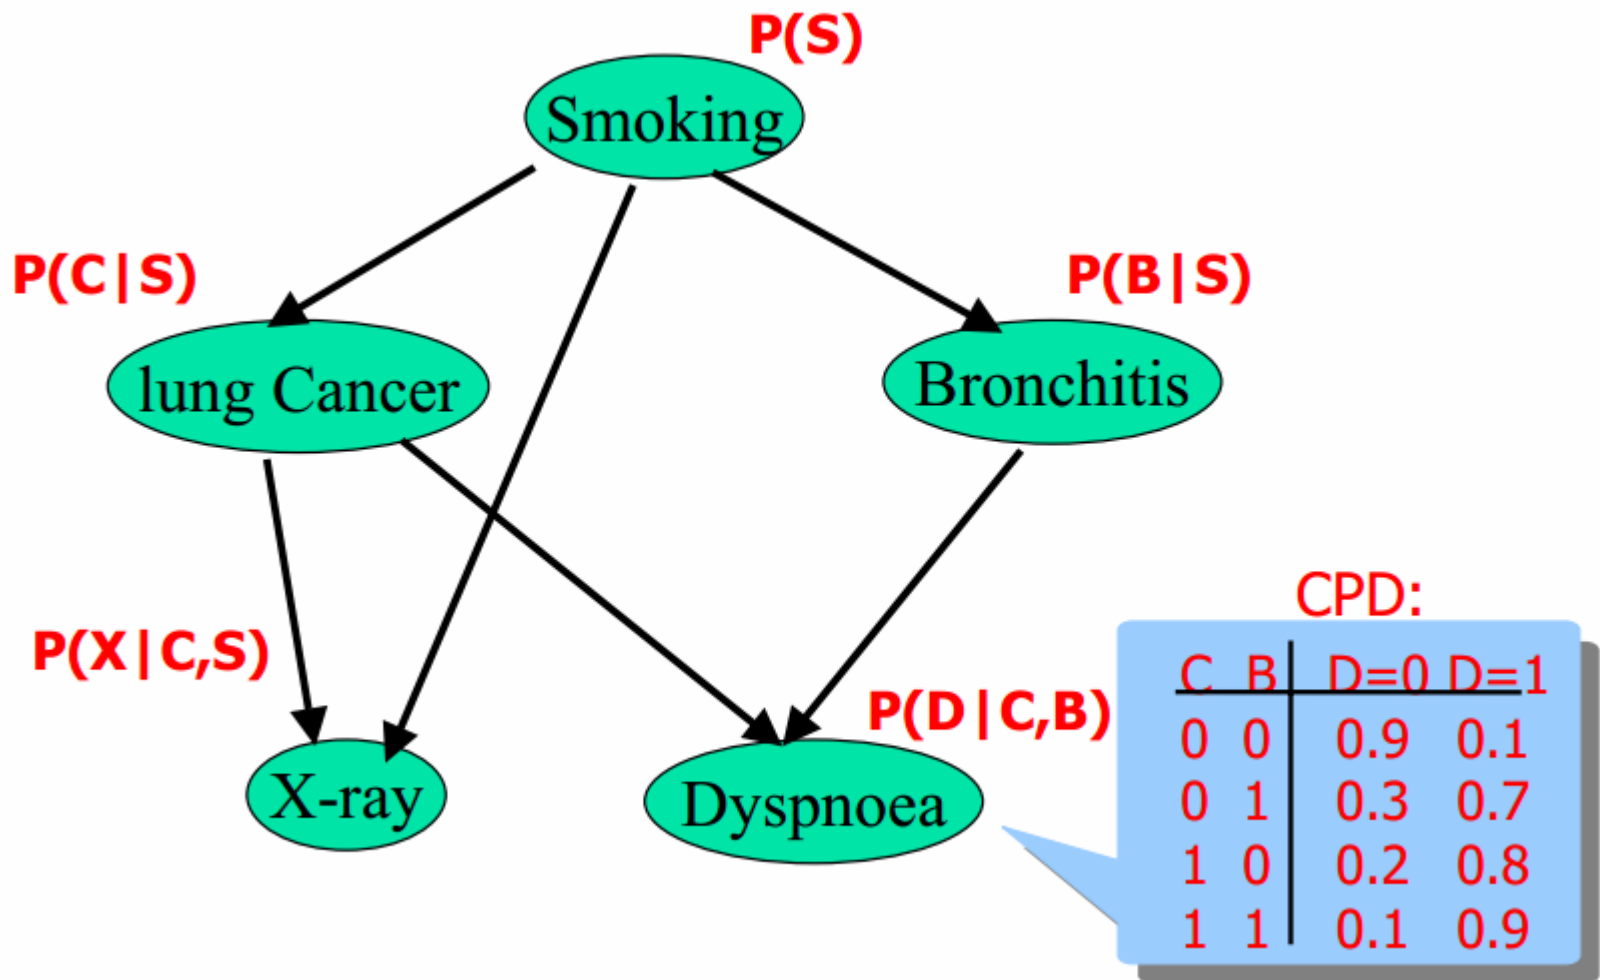 P(S)
Smoking
P(C|S)
P(B|S)
lung Cancer
Bronchitis
CPD:
P(X|C,S)
P(D|C,B)
X-ray
Dyspnoea
C B D=0 D=1
0 0 0.9 0.1
0 1 0.3 0.7
1 0 0.2 0.8
1 1 0.1 0.9